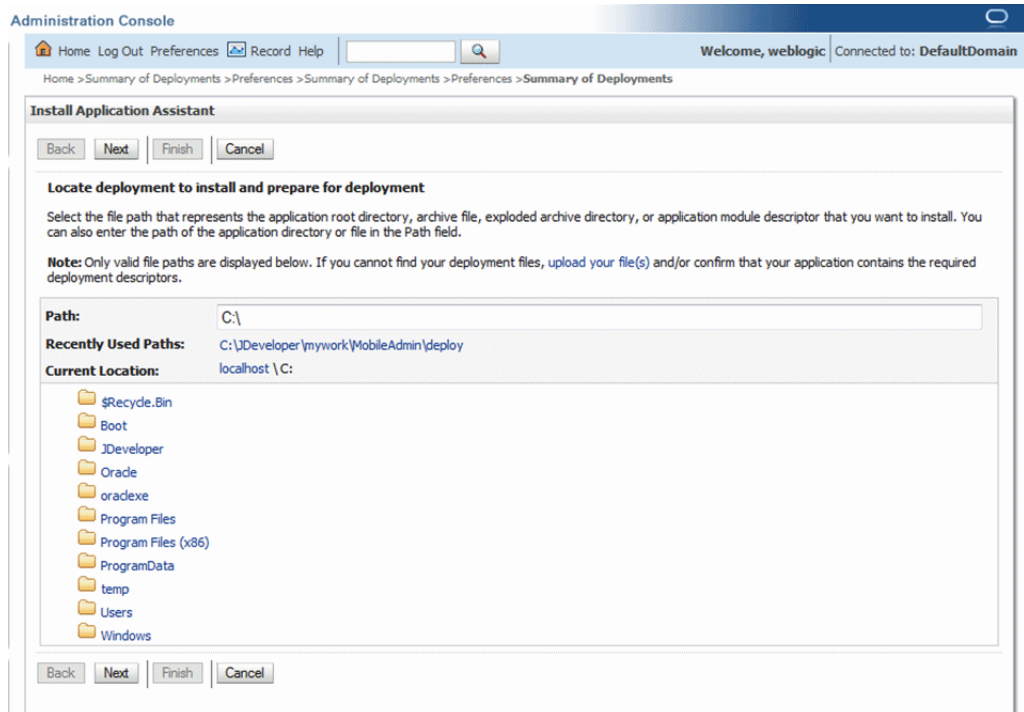 Administration Console
Home Log Out Preferences Record Help
Welcome, weblogic Connected to: DefaultDomain
Home >Summary of Deployments >Preferences >Summary of Deployments >Preferences >Summary of Deployments
Install Application Assistant
Back Next Finish Cancel
Locate deployment to install and prepare for deployment
Select the file path that represents the application root directory, archive file, exploded archive directory, or application module descriptor that you want to install. You
can also enter the path of the application directory or file in the Path field.
Note: Only valid file paths are displayed below. If you cannot find your deployment files, upload your file(s) and/or confirm that your application contains the required
deployment descriptors.
Path: C:\
Recently Used Paths: C:\JDeveloper\mywork\MobileAdmin\deploy
Current Location: localhost \ C:
$Recycle.Bin
Boot
JDeveloper
Oracle
oraclexe
Program Files
Program Files (x86)
ProgramData
temp
Users
Windows
Back Next Finish Cancel